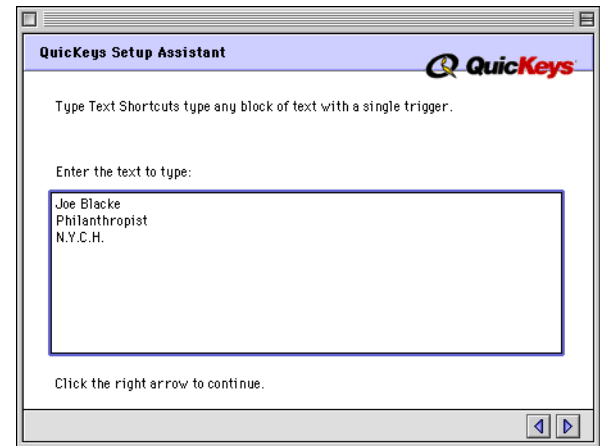 QuicKeys Setup Assistant
QuicKeys
Type Text Shortcuts type any block of text with a single trigger.
Enter the text to type:
Joe Blacke
Philanthropist
N.Y.C.H.
Click the right arrow to continue.